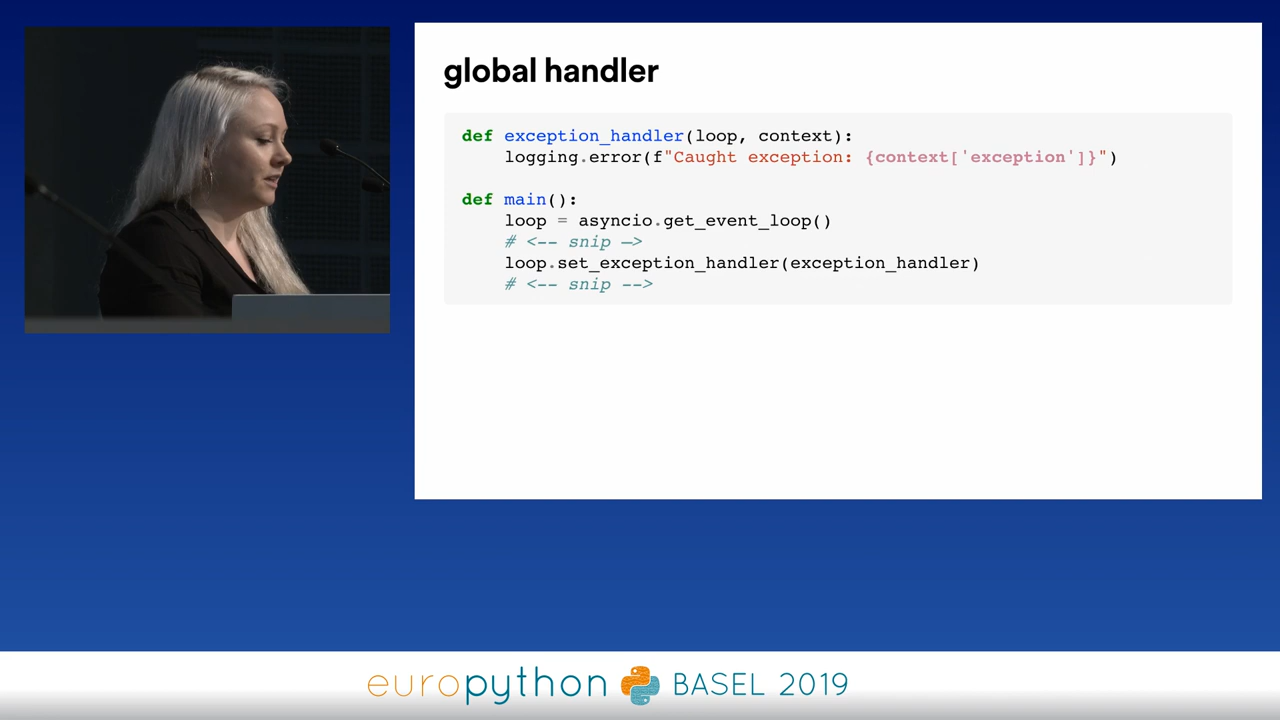 global handler
def exception_handler(loop, context):
    logging.error(f"Caught exception: {context['exception']}")
def main():
    loop = asyncio.get_event_loop()
    # <-- snip —>
    loop.set_exception_handler(exception_handler)
    # <-- snip -->
europython BASEL 2019